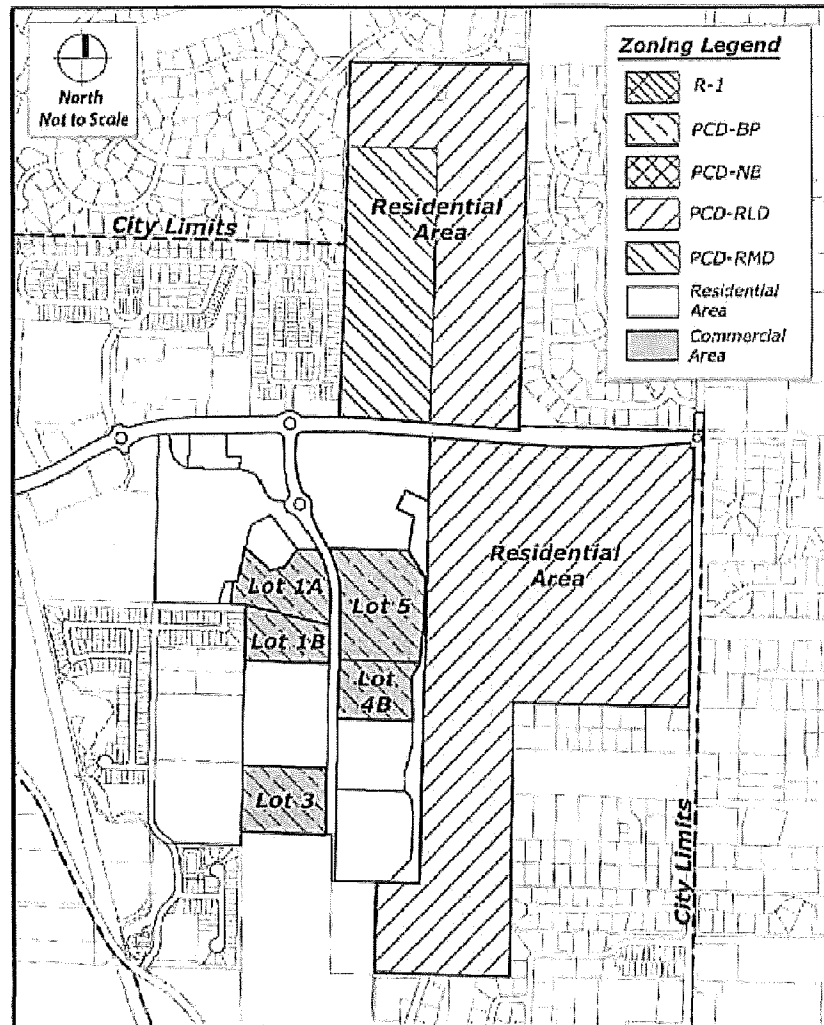 North
Not to Scale
Zoning Legend
R-1
PCD-BP
PCD-NB
PCD-RLD
PCD-RMD
Residential
Area
Commercial
Area
City Limits
Residential
Area
Residential
Area
Lot 1A
Lot 5
Lot 1B
Lot
4B
Lot 3
City Limits